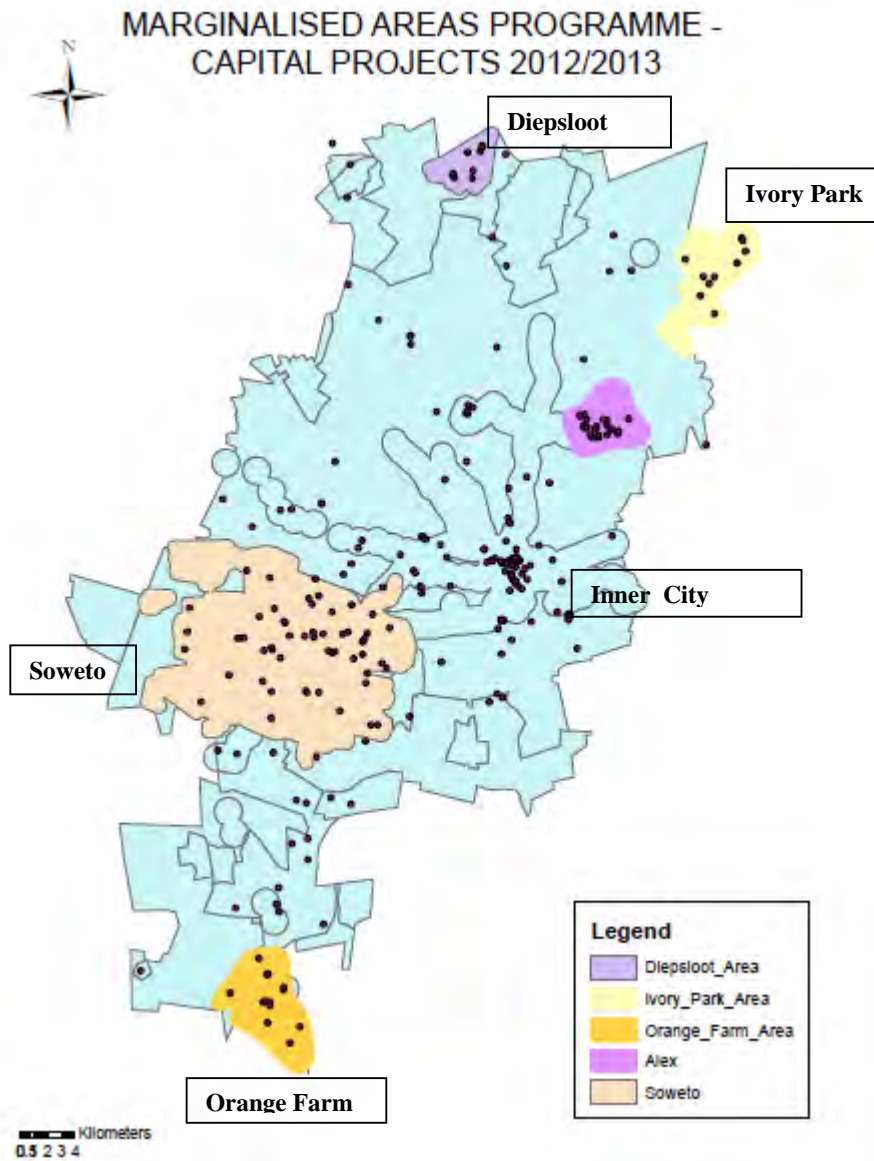 MARGINALISED AREAS PROGRAMME -
CAPITAL PROJECTS 2012/2013
N
Diepsloot
Ivory Park
Inner City
Soweto
Legend
Diepsloot_Area
Ivory_Park_Area
Orange_Farm_Area
Alex
Soweto
Orange Farm
Kilometers
0.5 2 3 4